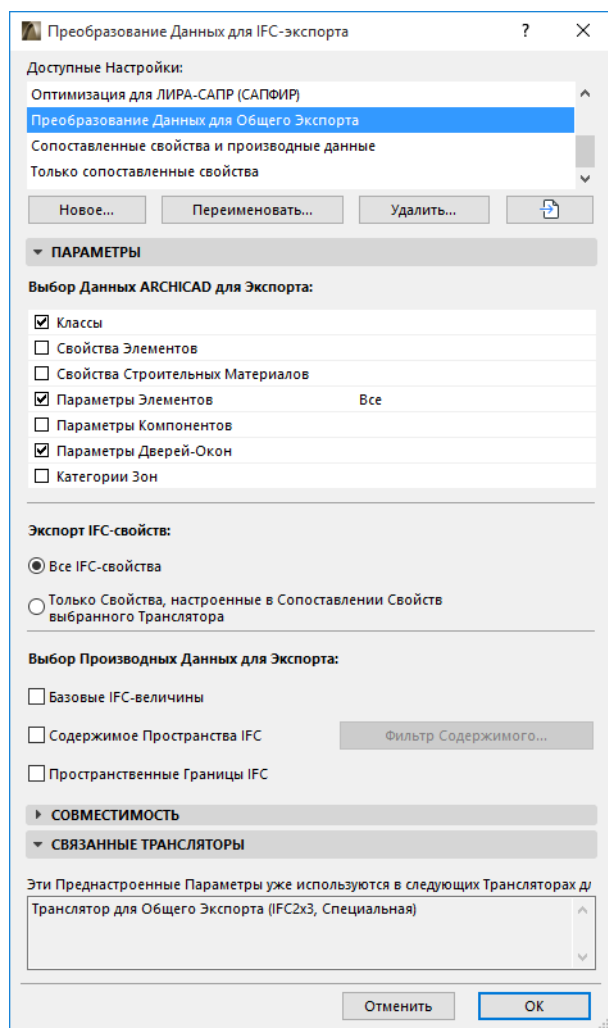 Преобразование Данных для IFC-экспорта
Доступные Настройки:
Оптимизация для ЛИРА-САПР (САПФИР)
Преобразование Данных для Общего Экспорта
Сопоставленные свойства и производные данные
Только сопоставленные свойства
Новое... Переименовать... Удалить...
ПАРАМЕТРЫ
Выбор Данных ARCHICAD для Экспорта:
Классы
Свойства Элементов
Свойства Строительных Материалов
Параметры Элементов Все
Параметры Компонентов
Параметры Дверей-Окон
Категории Зон
Экспорт IFC-свойств:
Все IFC-свойства
Только Свойства, настроенные в Сопоставлении Свойств
выбранного Транслятора
Выбор Производных Данных для Экспорта:
Базовые IFC-величины
Содержимое Пространства IFC Фильтр Содержимого...
Пространственные Границы IFC
СОВМЕСТИМОСТЬ
СВЯЗАННЫЕ ТРАНСЛЯТОРЫ
Эти Преднастроенные Параметры уже используются в следующих Трансляторах дл
Транслятор для Общего Экспорта (IFC2x3, Специальная)
Отменить OK